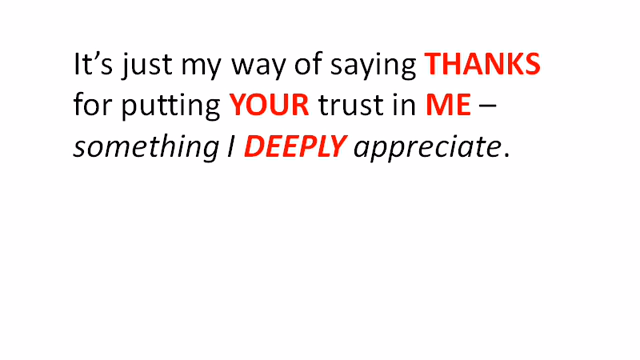 It’s just my way of saying THANKS
for putting YOUR trust in ME –
something I DEEPLY appreciate.